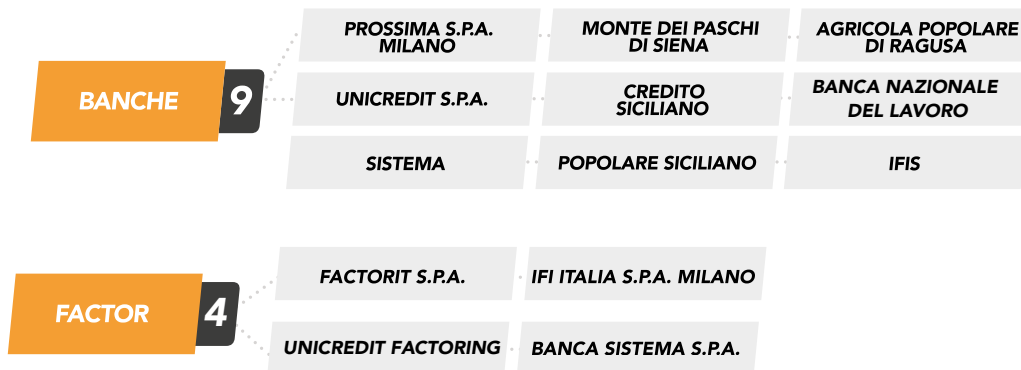 BANCHE
9
PROSSIMA S.P.A.
MILANO
MONTE DEI PASCHI
DI SIENA
AGRICOLA POPOLARE
DI RAGUSA
UNICREDIT S.P.A.
CREDITO
SICILIANO
BANCA NAZIONALE
DEL LAVORO
SISTEMA
POPOLARE SICILIANO
IFIS
FACTOR
4
FACTORIT S.P.A.
IFI ITALIA S.P.A. MILANO
UNICREDIT FACTORING
BANCA SISTEMA S.P.A.